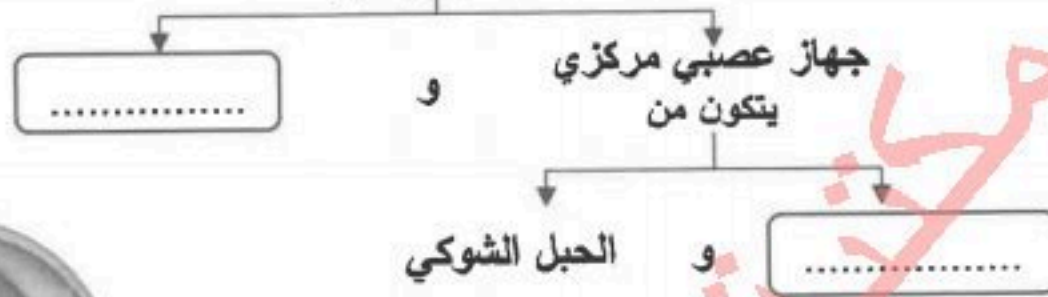 جهاز عصبي مركزي و ...............
يتكون من
............... و الحبل الشوكي